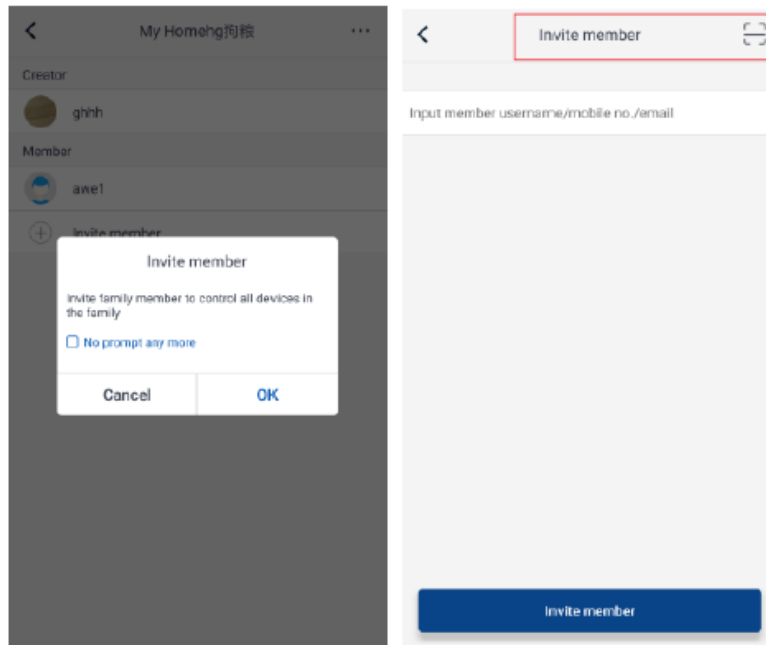 My Homehg狗粮
Creator
ghhh
Member
awe1
Invite member
Invite member
Invite family member to control all devices in
the family
No prompt any more
Cancel
OK
Invite member
Input member username/mobile no./email
Invite member